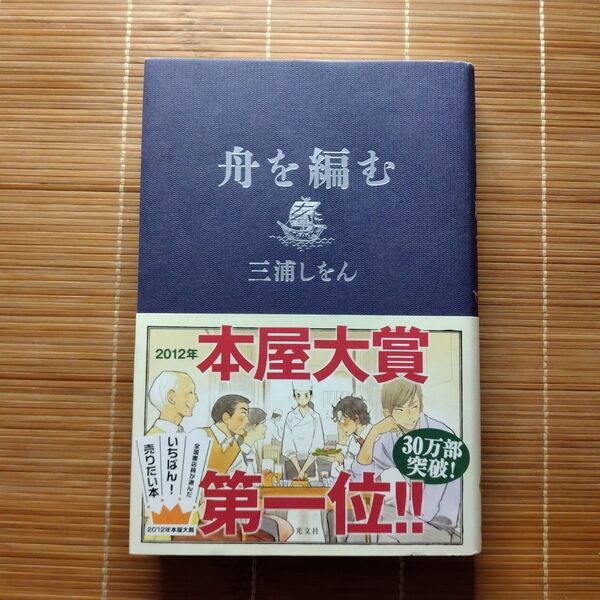 舟を編む
三浦しをん
2012年
本屋大賞
第一位!!
30万部
突破!
全国書店員が選んだ
いちばん!
売りたい本
2012年本屋大賞
光文社